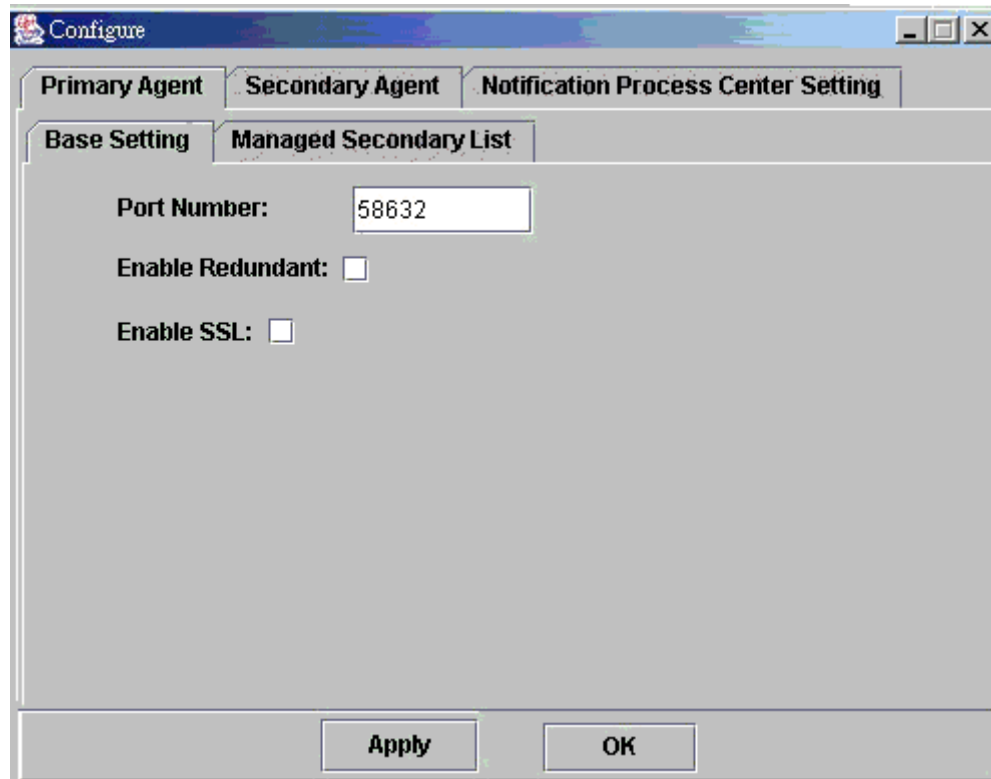 Configure
Primary Agent Secondary Agent Notification Process Center Setting
Base Setting Managed Secondary List
Port Number: 58632
Enable Redundant:
Enable SSL:
Apply OK